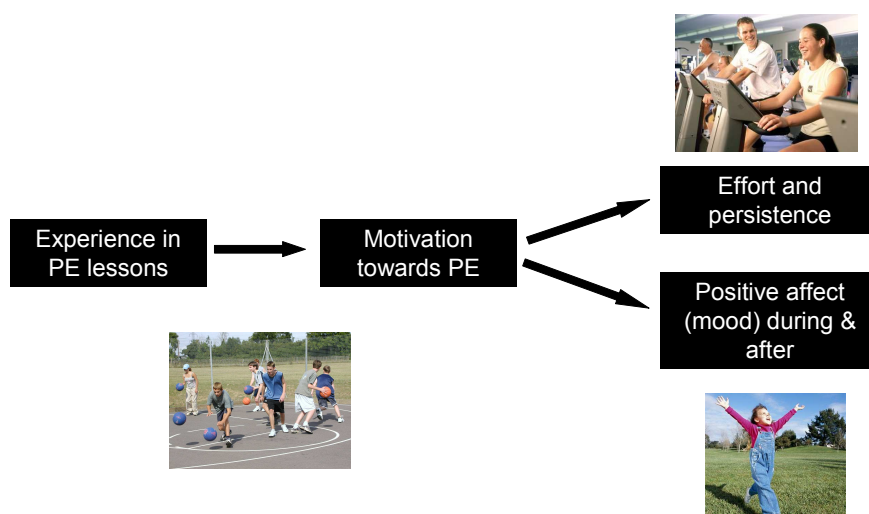 Experience in
PE lessons
Motivation
towards PE
Effort and
persistence
Positive affect
(mood) during &
after